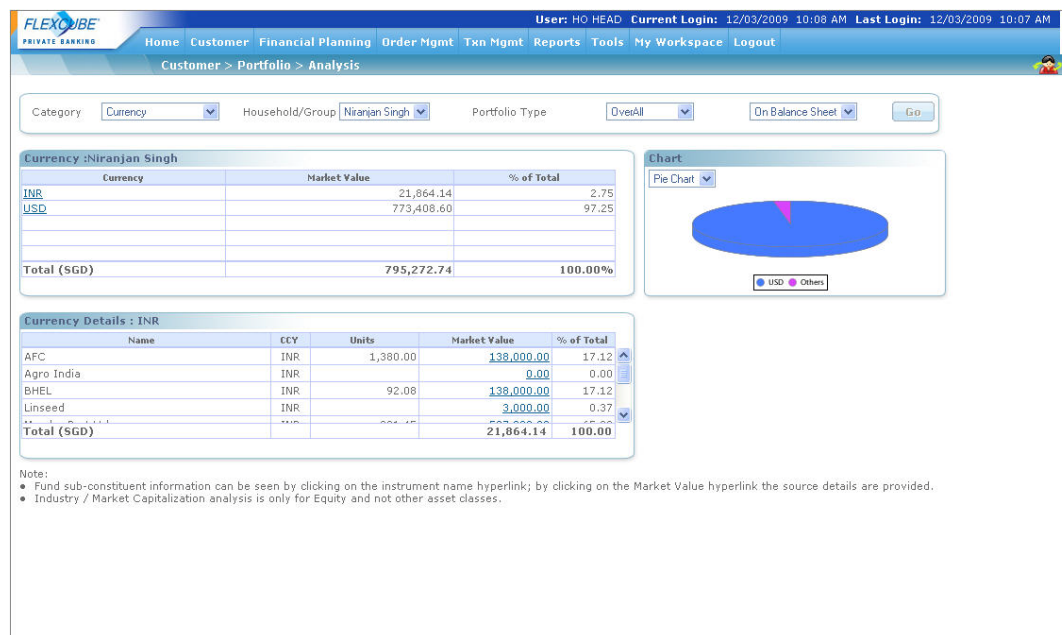 FLEXCUBE
PRIVATE BANKING
User: HO HEAD Current Login: 12/03/2009 10:08 AM Last Login: 12/03/2009 10:07 AM
Home Customer Financial Planning Order Mgmt Txn Mgmt Reports Tools My Workspace Logout
Customer > Portfolio > Analysis
Category Currency Household/Group Niranjan Singh Portfolio Type OverAll On Balance Sheet Go
Currency :Niranjan Singh
Currency Market Value % of Total
INR 21,864.14 2.75
USD 773,408.60 97.25
Total (SGD) 795,272.74 100.00%
Chart
Pie Chart
USD Others
Currency Details : INR
Name CCY Units Market Value % of Total
AFC INR 1,380.00 138,000.00 17.12
Agro India INR 0.00 0.00
BHEL INR 92.08 138,000.00 17.12
Linseed INR 3,000.00 0.37
Total (SGD) 21,864.14 100.00
Note:
● Fund sub-constituent information can be seen by clicking on the instrument name hyperlink; by clicking on the Market Value hyperlink the source details are provided.
● Industry / Market Capitalization analysis is only for Equity and not other asset classes.